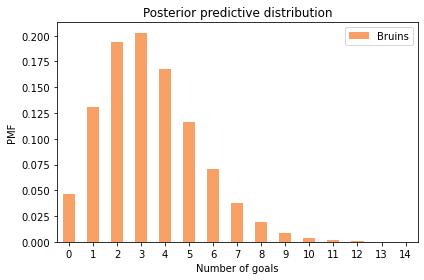 Posterior predictive distribution
Bruins
PMF
0.200
0.175
0.150
0.125
0.100
0.075
0.050
0.025
0.000
0 1 2 3 4 5 6 7 8 9 10 11 12 13 14
Number of goals